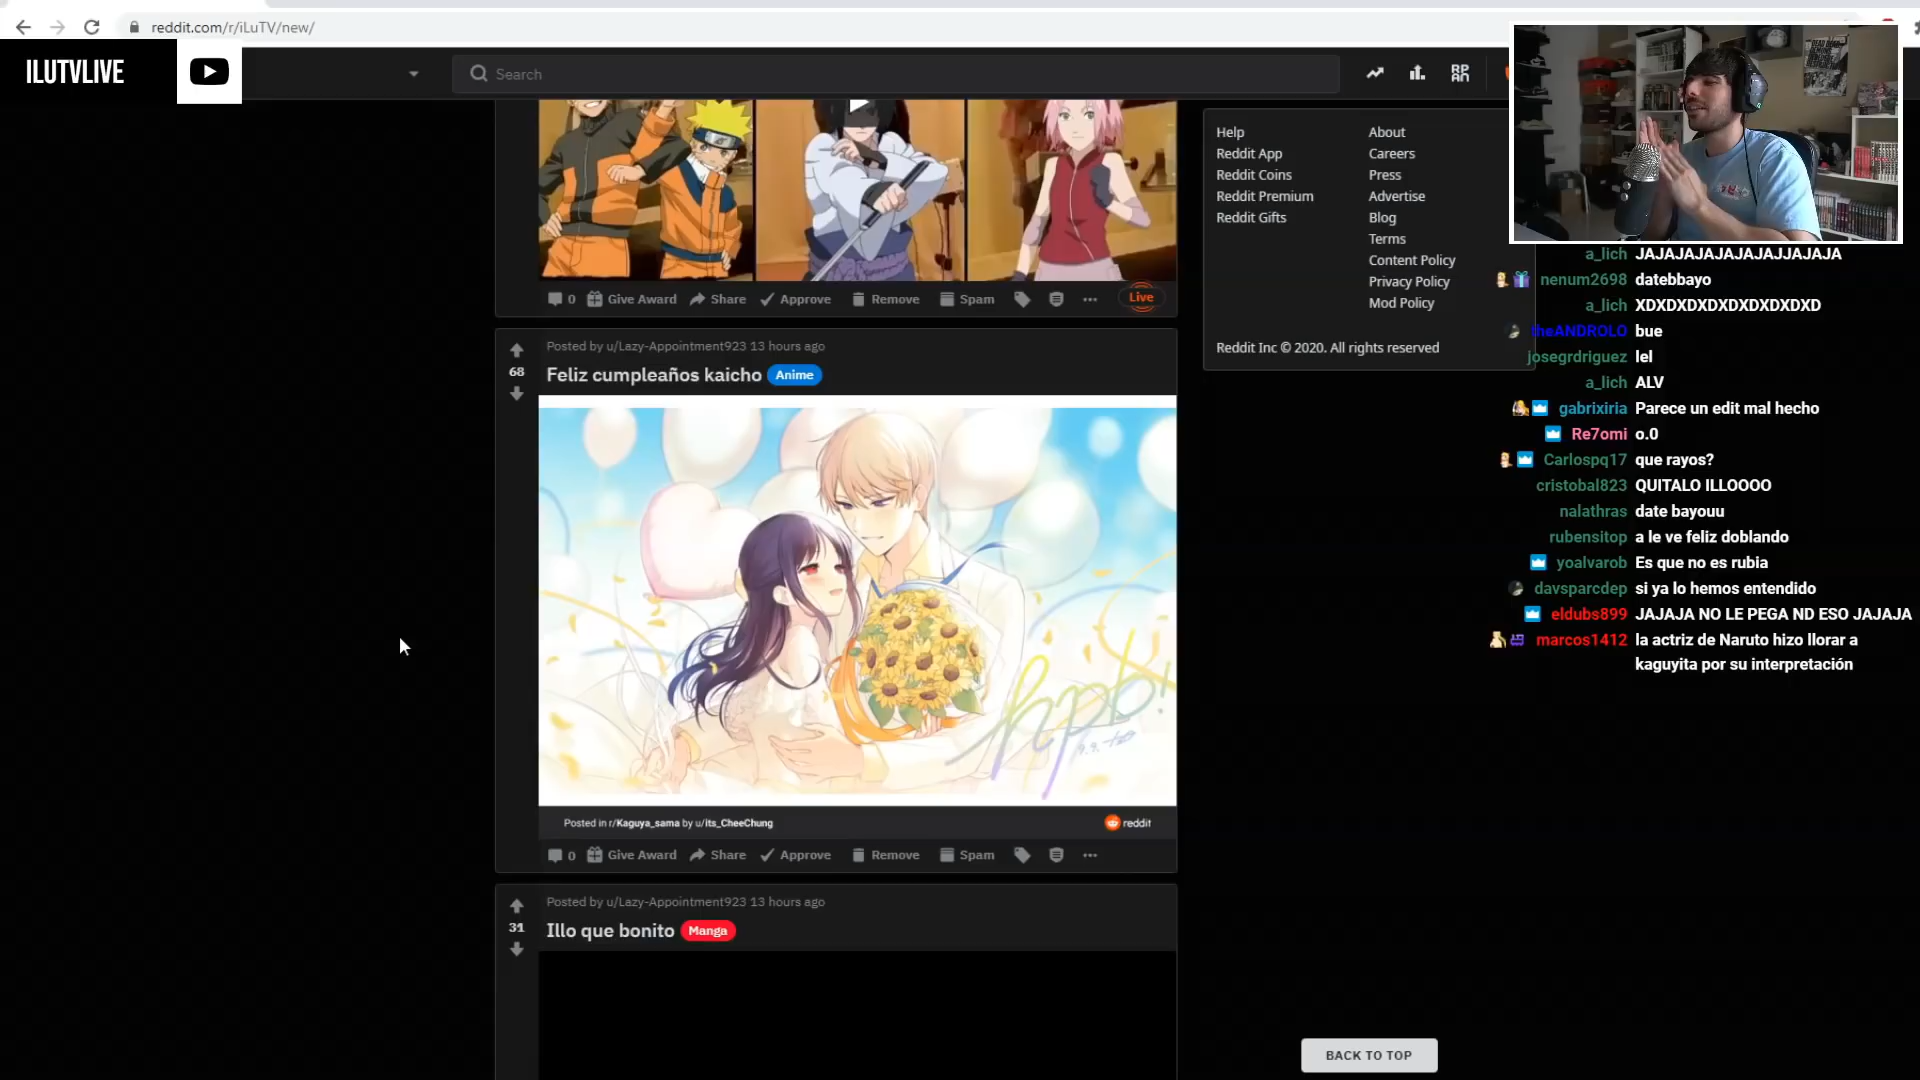 reddit.com/r/iLuTV/new/
ILUTVLIVE
Search
Help
About
Reddit App
Careers
Reddit Coins
Press
Reddit Premium
Advertise
Reddit Gifts
Blog
Terms
Content Policy
Privacy Policy
Mod Policy
Reddit Inc © 2020. All rights reserved
0 Give Award Share Approve Remove Spam ... Live
Posted by u/Lazy-Appointment923 13 hours ago
68
Feliz cumpleaños kaicho Anime
hpb!
9.9.
Posted in r/Kaguya_sama by u/its_CheeChung
reddit
0 Give Award Share Approve Remove Spam ...
Posted by u/Lazy-Appointment923 13 hours ago
31
Illo que bonito Manga
BACK TO TOP
a_lich JAJAJAJAJAJAJAJJAJAJA
nenum2698 datebbayo
a_lich XDXDXDXDXDXDXDXDXD
theANDROLO bue
josegrdriguez lel
a_lich ALV
gabrixiria Parece un edit mal hecho
Re7omi o.0
Carlospq17 que rayos?
cristobal823 QUITALO ILLOOOO
nalathras date bayouu
rubensitop a le ve feliz doblando
yoalvarob Es que no es rubia
davsparcdep si ya lo hemos entendido
eldubs899 JAJAJA NO LE PEGA ND ESO JAJAJA
marcos1412 la actriz de Naruto hizo llorar a
kaguyita por su interpretación